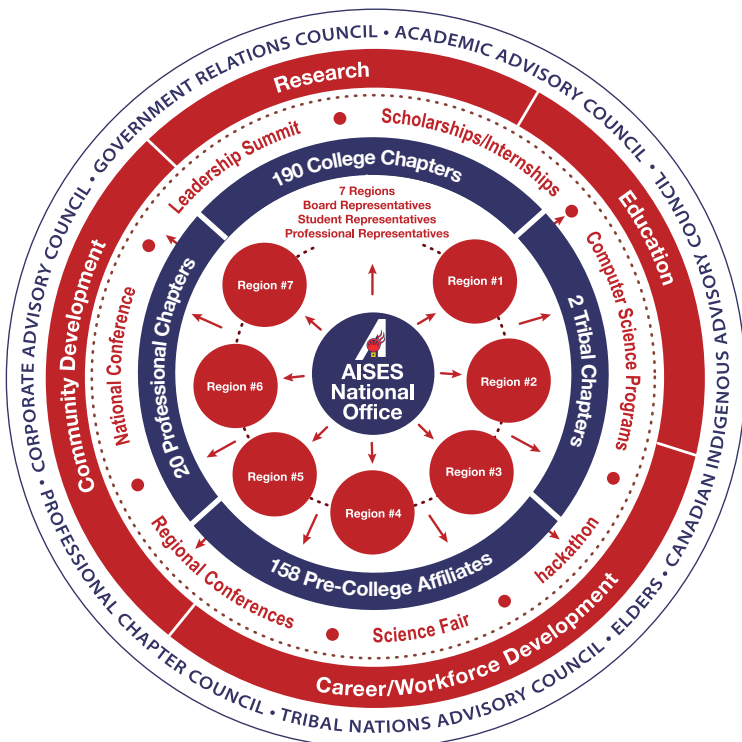 GOVERNMENT RELATIONS COUNCIL • ACADEMIC ADVISORY COUNCIL • CANADIAN INDIGENOUS ADVISORY COUNCIL • ELDERS • TRIBAL NATIONS ADVISORY COUNCIL • PROFESSIONAL CHAPTER COUNCIL • CORPORATE ADVISORY COUNCIL •
Research
Education
Career/Workforce Development
Community Development
Leadership Summit
Scholarships/Internships
Computer Science Programs
hackathon
Science Fair
Regional Conferences
National Conference
190 College Chapters
2 Tribal Chapters
158 Pre-College Affiliates
20 Professional Chapters
7 Regions
Board Representatives
Student Representatives
Professional Representatives
Region #1
Region #2
Region #3
Region #4
Region #5
Region #6
Region #7
A
AISES
National
Office